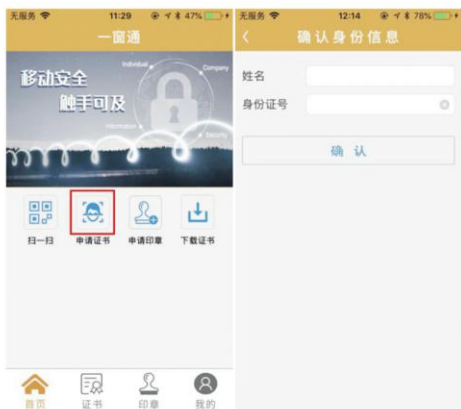 无服务 11:29 47%
一窗通
移动安全
触手可及
Individual
Company
Information
Security
扫一扫 申请证书 申请印章 下载证书
首页 证书 印章 我的
无服务 12:14 78%
确认身份信息
姓名
身份证号
确 认